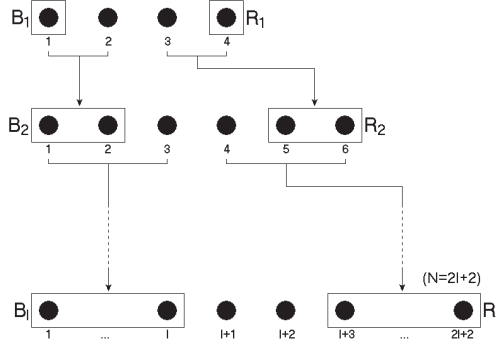 B1 R1
1 2 3 4
B2 R2
1 2 3 4 5 6
(N=2l+2)
Bl R
1 ... l l+1 l+2 l+3 ... 2l+2